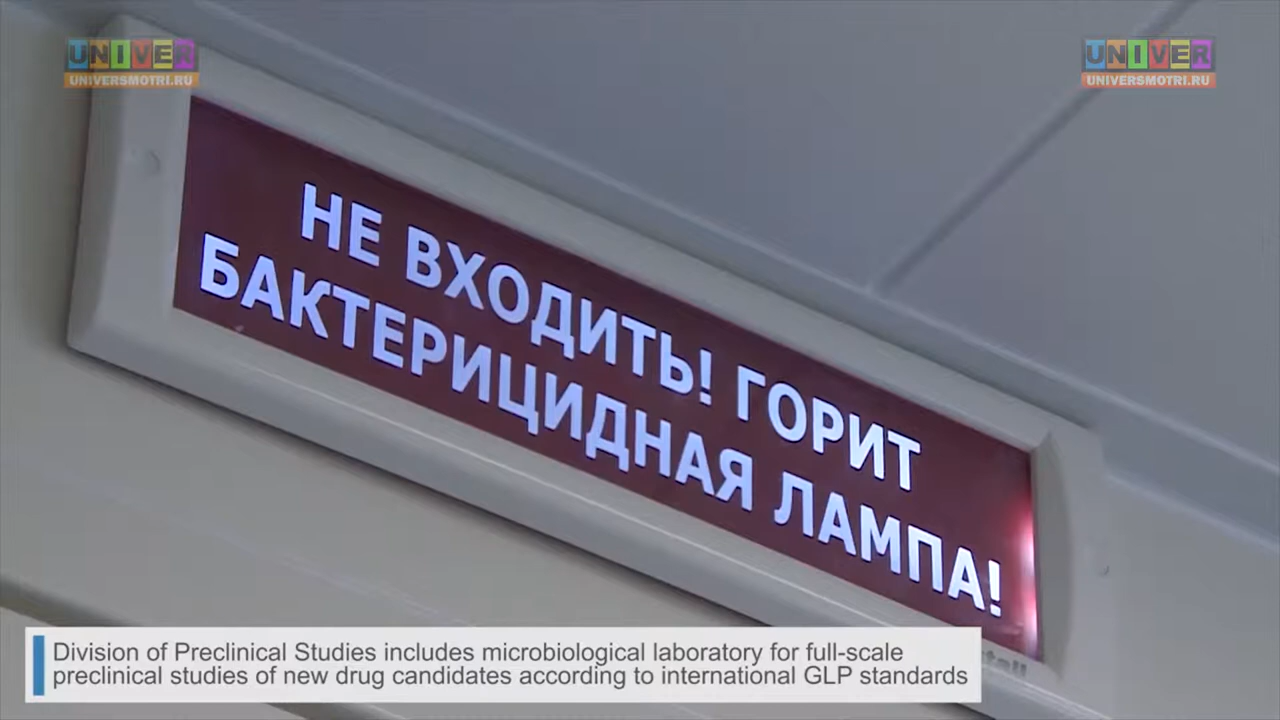 UNIVER
UNIVERSMOTRI.RU
UNIVER
UNIVERSMOTRI.RU
НЕ ВХОДИТЬ! ГОРИТ
БАКТЕРИЦИДНАЯ ЛАМПА!
Division of Preclinical Studies includes microbiological laboratory for full-scale
preclinical studies of new drug candidates according to international GLP standards